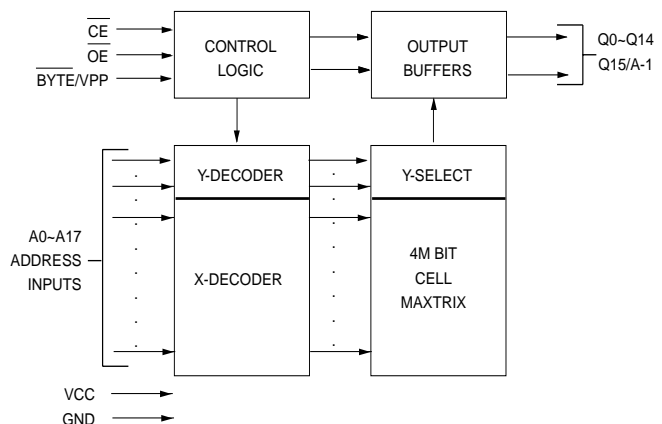 CE
OE
BYTE/VPP
CONTROL
LOGIC
OUTPUT
BUFFERS
Q0~Q14
Q15/A-1
A0~A17
ADDRESS
INPUTS
Y-DECODER
X-DECODER
Y-SELECT
4M BIT
CELL
MAXTRIX
VCC
GND